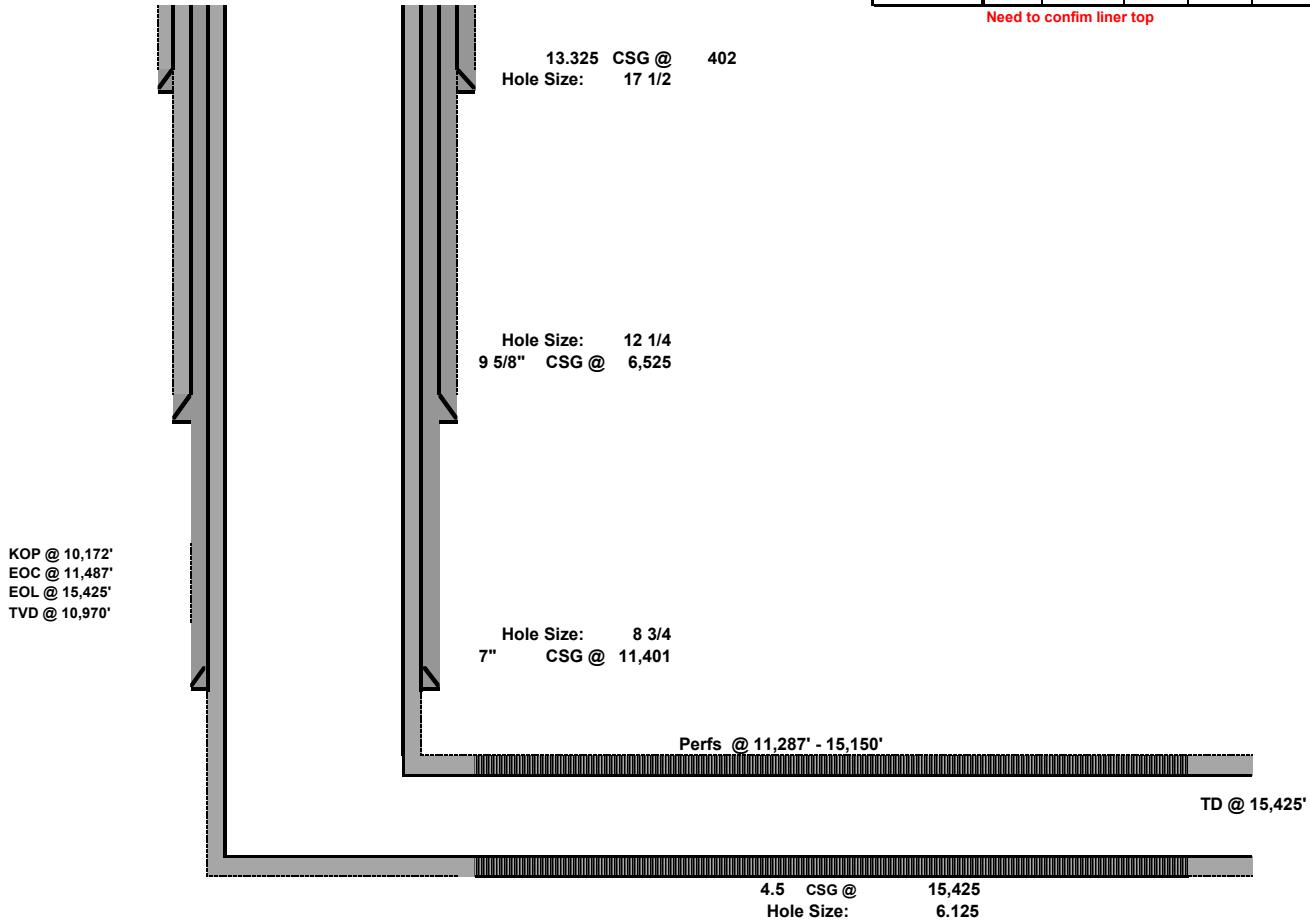 Need to confim liner top
13.325 CSG @ 402
Hole Size: 17 1/2
Hole Size: 12 1/4
9 5/8" CSG @ 6,525
KOP @ 10,172'
EOC @ 11,487'
EOL @ 15,425'
TVD @ 10,970'
Hole Size: 8 3/4
7" CSG @ 11,401
Perfs @ 11,287' - 15,150'
TD @ 15,425'
4.5 CSG @ 15,425
Hole Size: 6.125